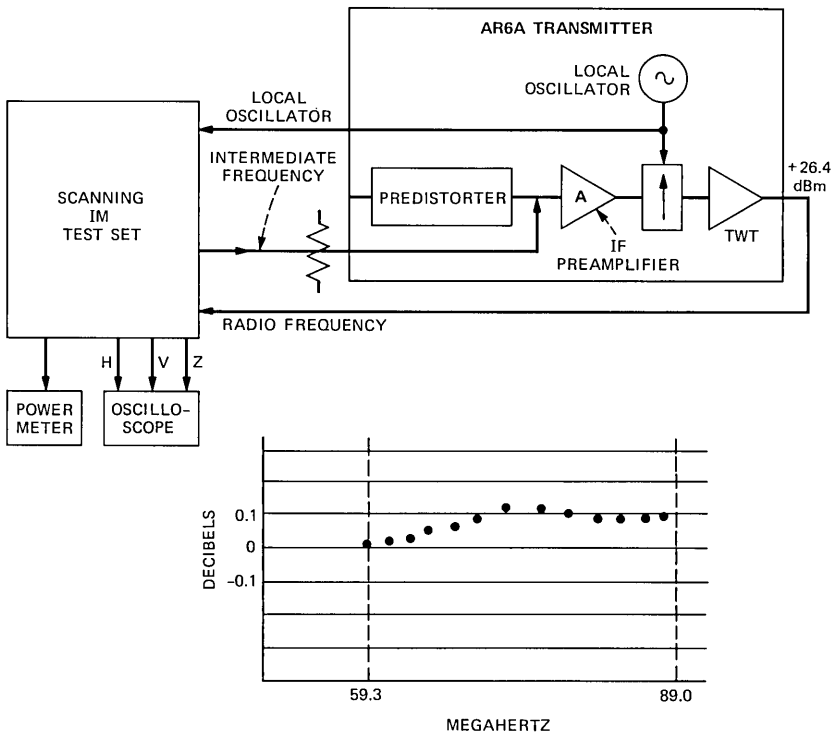 AR6A TRANSMITTER
LOCAL
OSCILLATOR
LOCAL
OSCILLATOR
INTERMEDIATE
FREQUENCY
+26.4
dBm
SCANNING
IM
TEST SET
PREDISTORTER
A
TWT
IF
PREAMPLIFIER
RADIO FREQUENCY
H
V
Z
POWER
METER
OSCILLO-
SCOPE
DECIBELS
0.1
0
-0.1
59.3
89.0
MEGAHERTZ